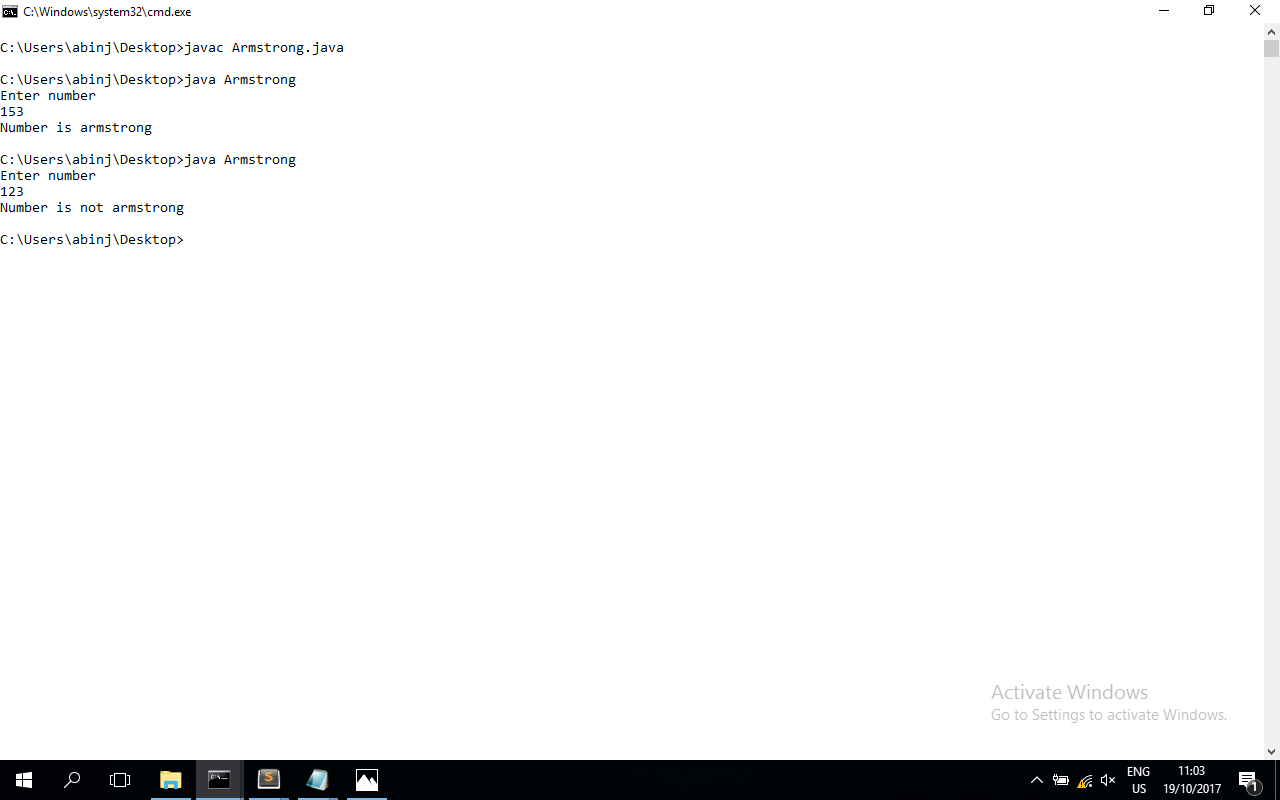 C:\Windows\system32\cmd.exe
C:\Users\abinj\Desktop>javac Armstrong.java
C:\Users\abinj\Desktop>java Armstrong
Enter number
153
Number is armstrong
C:\Users\abinj\Desktop>java Armstrong
Enter number
123
Number is not armstrong
C:\Users\abinj\Desktop>
Activate Windows
Go to Settings to activate Windows.
ENG
US
11:03
19/10/2017
1